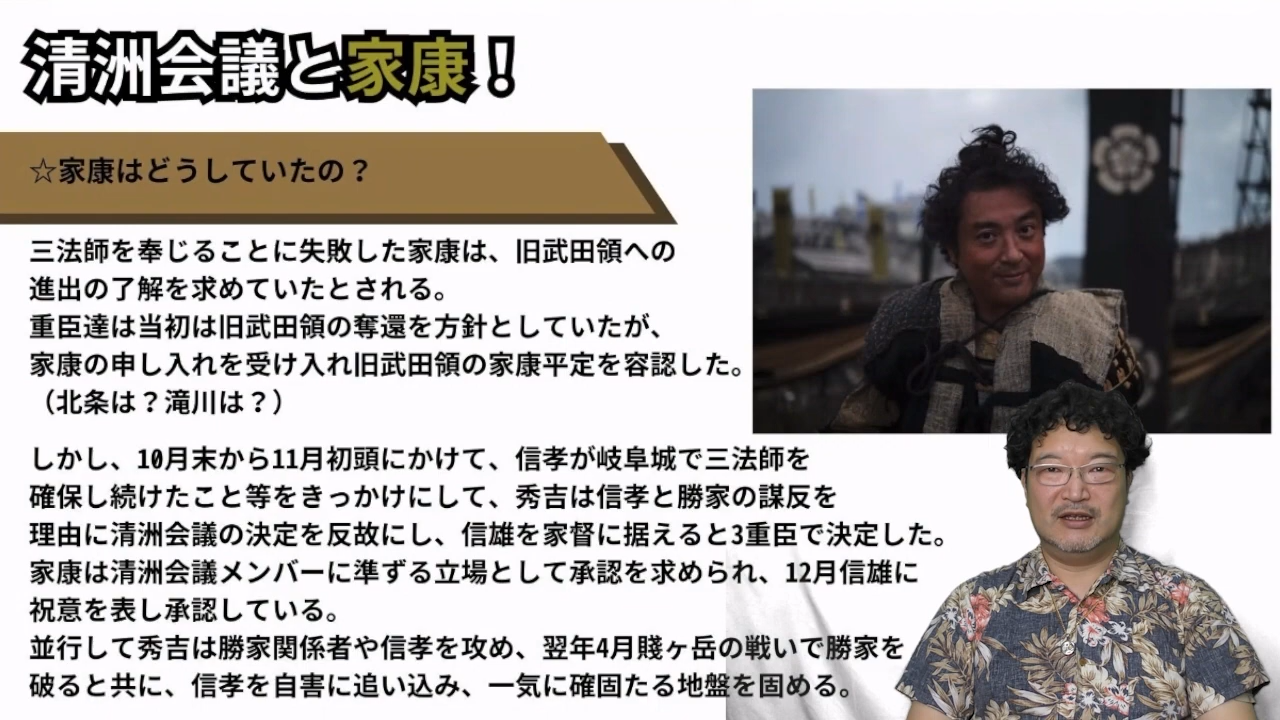 清洲会議と家康！
☆家康はどうしていたの？
三法師を奉じることに失敗した家康は、旧武田領への
進出の了解を求めていたとされる。
重臣達は当初は旧武田領の奪還を方針としていたが、
家康の申し入れを受け入れ旧武田領の家康平定を容認した。
（北条は？滝川は？）
しかし、10月末から11月初頭にかけて、信孝が岐阜城で三法師を
確保し続けたこと等をきっかけにして、秀吉は信孝と勝家の謀反を
理由に清洲会議の決定を反故にし、信雄を家督に据えると3重臣で決定した。
家康は清洲会議メンバーに準ずる立場として承認を求められ、12月信雄に
祝意を表し承認している。
並行して秀吉は勝家関係者や信孝を攻め、翌年4月賤ヶ岳の戦いで勝家を
破ると共に、信孝を自害に追い込み、一気に確固たる地盤を固める。